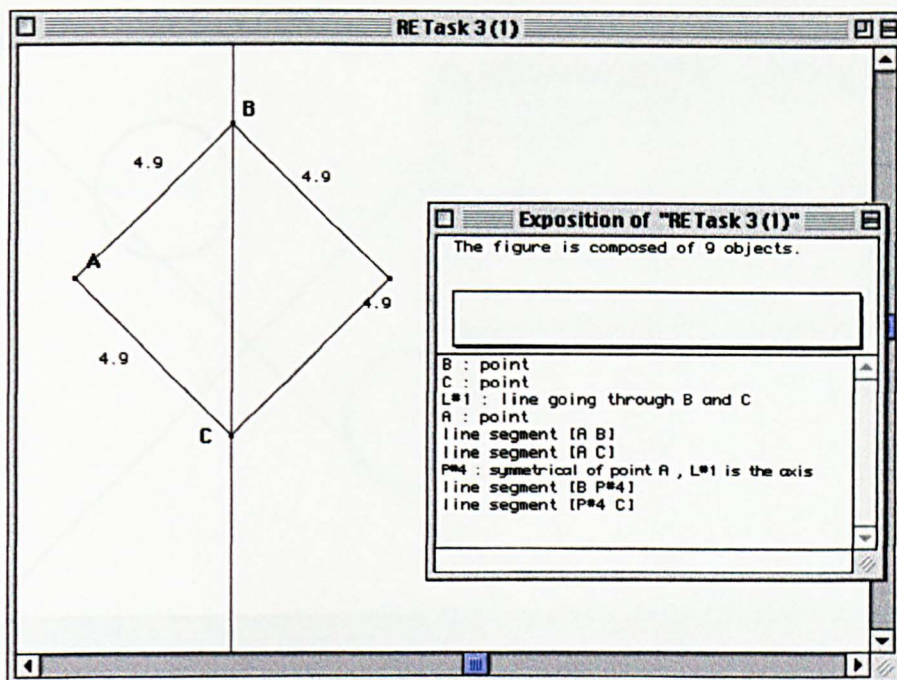 RE Task 3 (1)
B
4.9
4.9
A
4.9
4.9
C
Exposition of "RE Task 3 (1)"
The figure is composed of 9 objects.
B : point
C : point
L#1 : line going through B and C
A : point
line segment [A B]
line segment [A C]
P#4 : symmetrical of point A , L#1 is the axis
line segment [B P#4]
line segment [P#4 C]